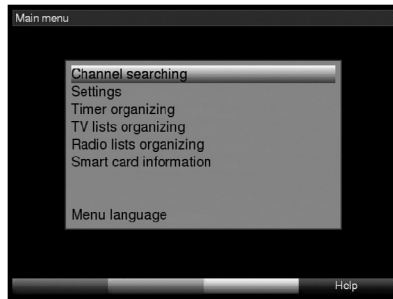 Main menu
Channel searching
Settings
Timer organizing
TV lists organizing
Radio lists organizing
Smart card information
Menu language
Help